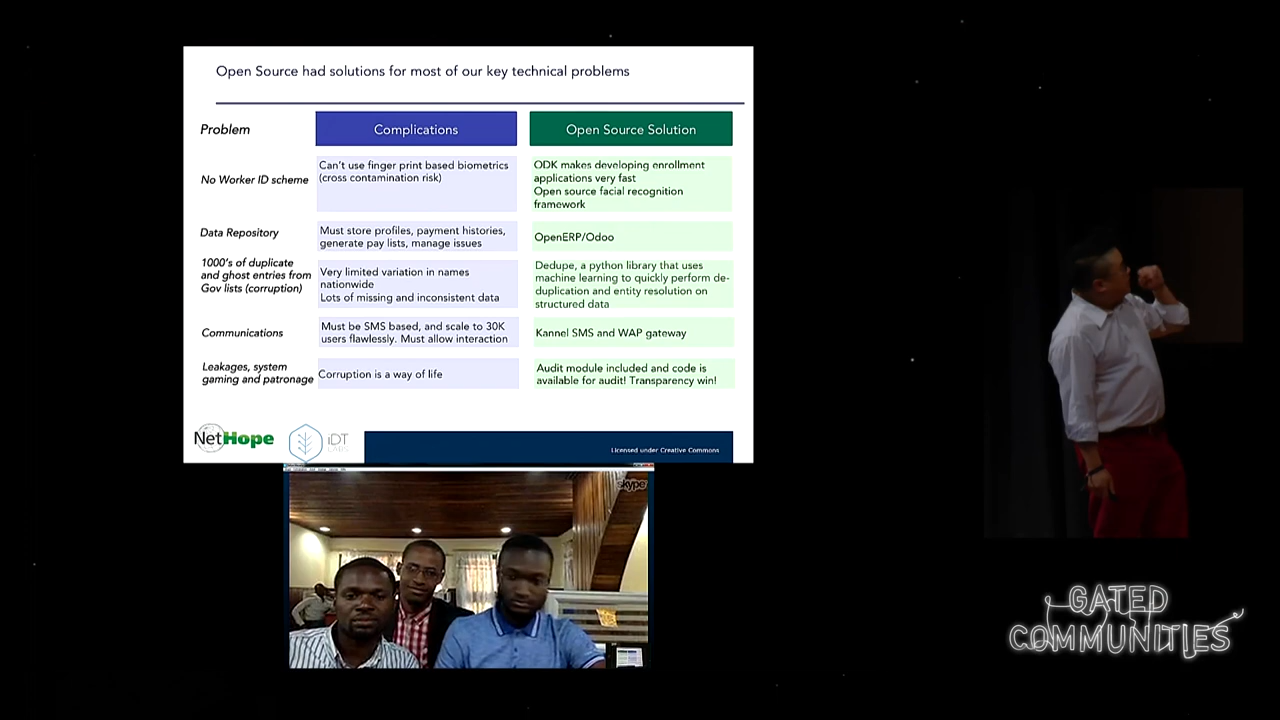 Open Source had solutions for most of our key technical problems
Problem
Complications
Open Source Solution
No Worker ID scheme
Can't use finger print based biometrics
(cross contamination risk)
ODK makes developing enrollment
applications very fast
Open source facial recognition
framework
Data Repository
Must store profiles, payment histories,
generate pay lists, manage issues
OpenERP/Odoo
1000's of duplicate
and ghost entries from
Gov lists (corruption)
Very limited variation in names
nationwide
Lots of missing and inconsistent data
Dedupe, a python library that uses
machine learning to quickly perform de-
duplication and entity resolution on
structured data
Communications
Must be SMS based, and scale to 30K
users flawlessly. Must allow interaction
Kannel SMS and WAP gateway
Leakages, system
gaming and patronage
Corruption is a way of life
Audit module included and code is
available for audit! Transparency win!
NetHope
iDT
LABS
Licensed under Creative Commons
skype
GATED
COMMUNITIES